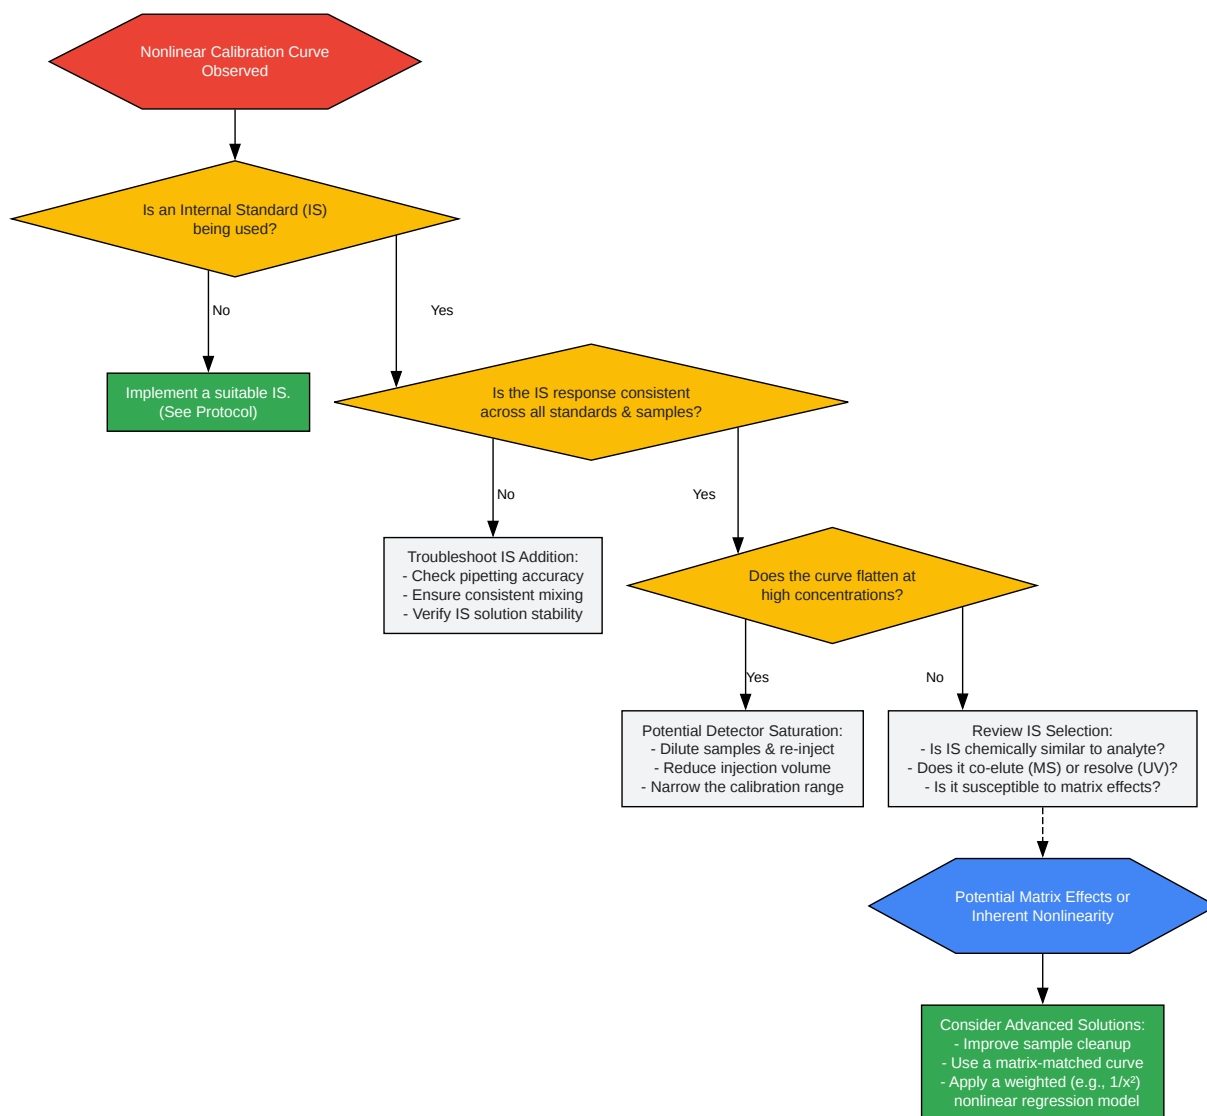 Nonlinear Calibration Curve
Observed
Is an Internal Standard (IS)
being used?
No
Yes
Implement a suitable IS.
(See Protocol)
Is the IS response consistent
across all standards & samples?
No
Yes
Troubleshoot IS Addition:
- Check pipetting accuracy
- Ensure consistent mixing
- Verify IS solution stability
Does the curve flatten at
high concentrations?
Yes
No
Potential Detector Saturation:
- Dilute samples & re-inject
- Reduce injection volume
- Narrow the calibration range
Review IS Selection:
- Is IS chemically similar to analyte?
- Does it co-elute (MS) or resolve (UV)?
- Is it susceptible to matrix effects?
Potential Matrix Effects or
Inherent Nonlinearity
Consider Advanced Solutions:
- Improve sample cleanup
- Use a matrix-matched curve
- Apply a weighted (e.g., 1/x²)
nonlinear regression model